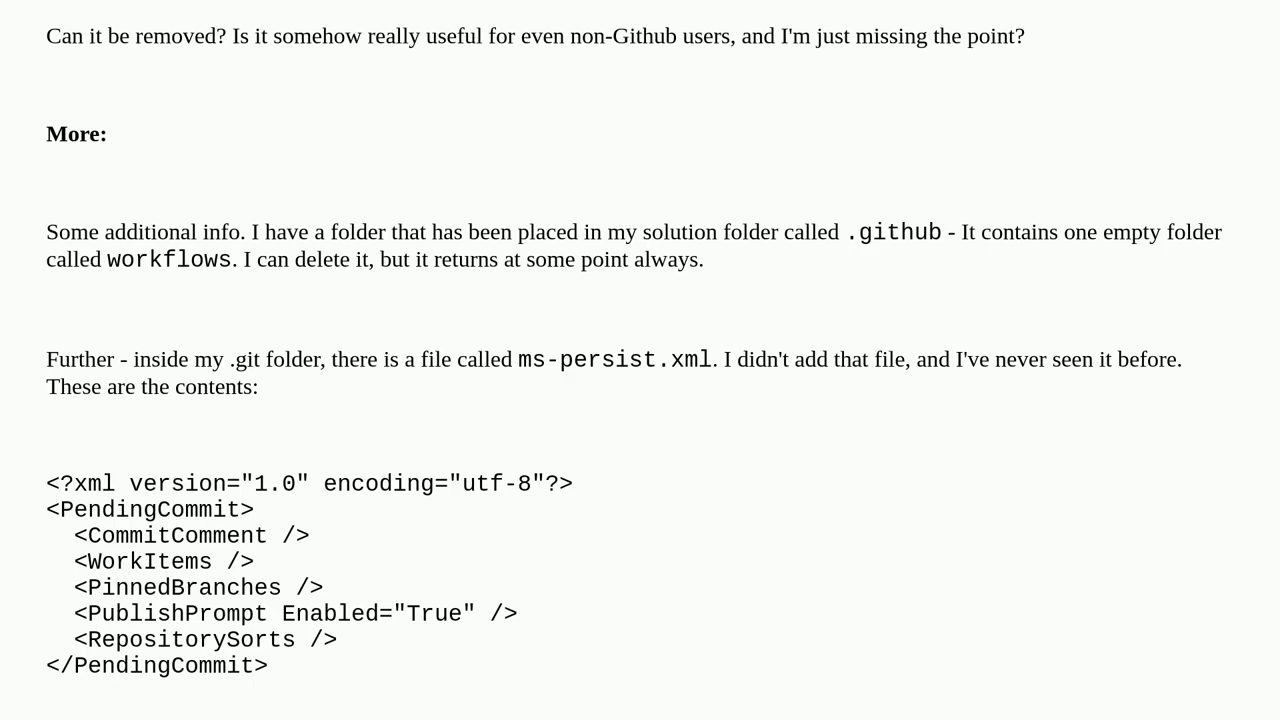 Can it be removed? Is it somehow really useful for even non-Github users, and I'm just missing the point?
More:
Some additional info. I have a folder that has been placed in my solution folder called .github - It contains one empty folder
called workflows. I can delete it, but it returns at some point always.
Further - inside my .git folder, there is a file called ms-persist.xml. I didn't add that file, and I've never seen it before.
These are the contents:
<?xml version="1.0" encoding="utf-8"?>
<PendingCommit>
  <CommitComment />
  <WorkItems />
  <PinnedBranches />
  <PublishPrompt Enabled="True" />
  <RepositorySorts />
</PendingCommit>